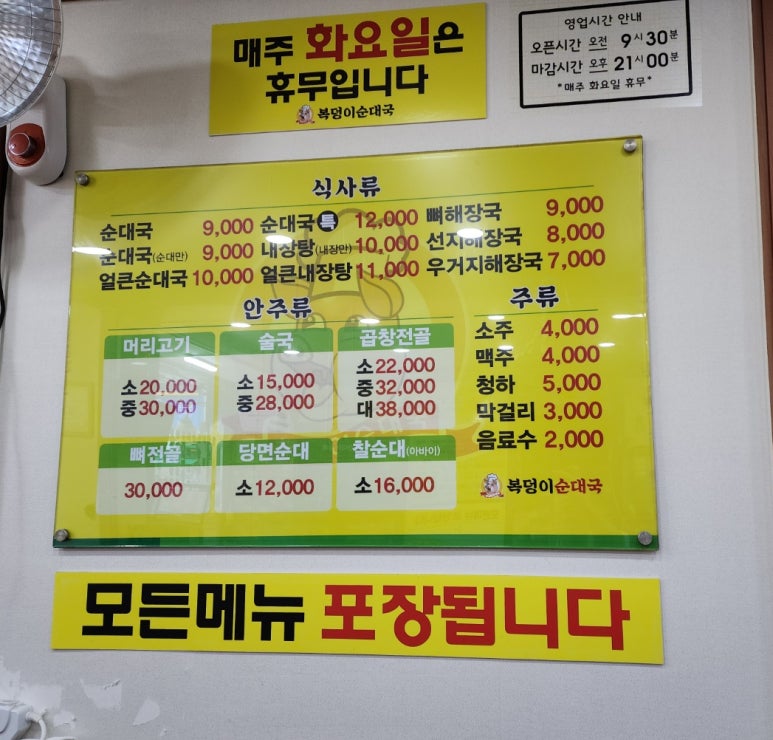 매주 화요일은
휴무입니다
복덩이순대국
영업시간 안내
오픈시간 오전 9시30분
마감시간 오후 21시00분
*매주 화요일 휴무*
식사류
순대국 9,000 순대국 특 12,000 뼈해장국 9,000
순대국(순대만) 9,000 내장탕(내장만) 10,000 선지해장국 8,000
얼큰순대국 10,000 얼큰내장탕 11,000 우거지해장국 7,000
안주류
머리고기
소 20,000
중 30,000
술국
소 15,000
중 28,000
곱창전골
소 22,000
중 32,000
대 38,000
뼈전골
30,000
당면순대
소 12,000
찰순대(아바이)
소 16,000
주류
소주 4,000
맥주 4,000
청하 5,000
막걸리 3,000
음료수 2,000
복덩이순대국
모든메뉴 포장됩니다